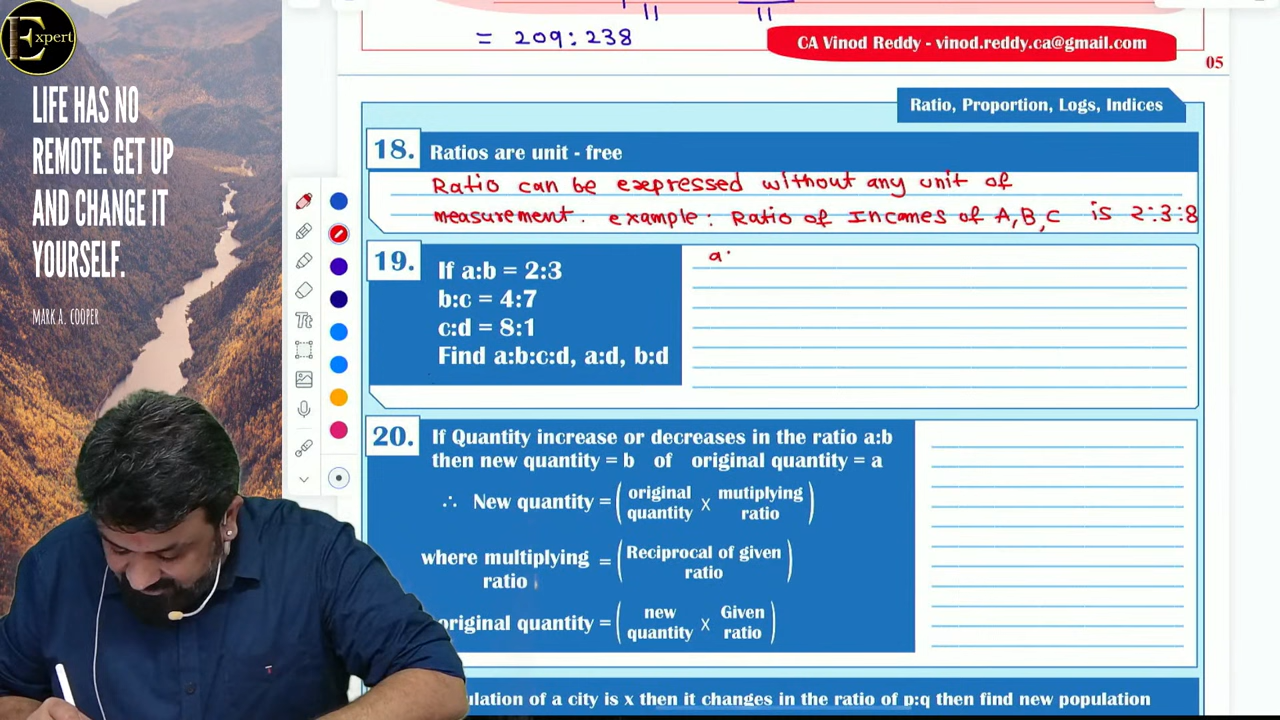 Expert
LIFE HAS NO
REMOTE. GET UP
AND CHANGE IT
YOURSELF.
MARK A. COOPER
11 11
= 209:238
CA Vinod Reddy - vinod.reddy.ca@gmail.com
05
Ratio, Proportion, Logs, Indices
18. Ratios are unit - free
Ratio can be expressed without any unit of
measurement. example: Ratio of Incomes of A,B,C is 2:3:8
19. If a:b = 2:3
b:c = 4:7
c:d = 8:1
Find a:b:c:d, a:d, b:d
a:
20. If Quantity increase or decreases in the ratio a:b
then new quantity = b of original quantity = a
∴ New quantity = (original quantity x mutiplying ratio)
where multiplying ratio = (Reciprocal of given ratio)
original quantity = (new quantity x Given ratio)
ulation of a city is x then it changes in the ratio of p:q then find new population
Tt